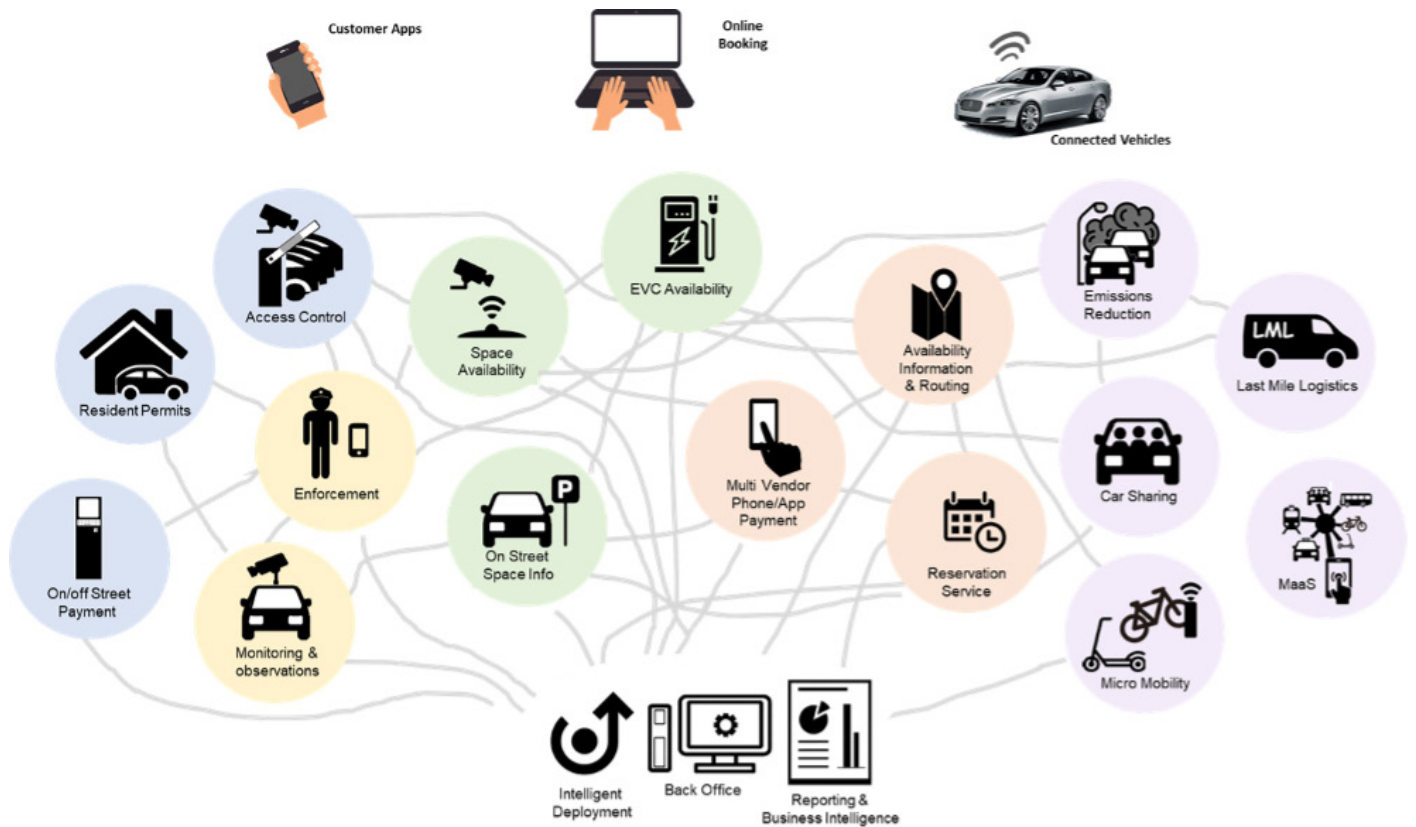 Customer Apps
Online
Booking
Connected Vehicles
Access Control
EVC Availability
Space
Availability
Emissions
Reduction
Availability
Information
& Routing
LML
Last Mile Logistics
Resident Permits
Enforcement
P
Multi Vendor
Phone/App
Payment
Car Sharing
On Street
Space Info
Reservation
Service
MaaS
On/off Street
Payment
Monitoring &
observations
Micro Mobility
Intelligent
Deployment
Back Office
Reporting &
Business Intelligence